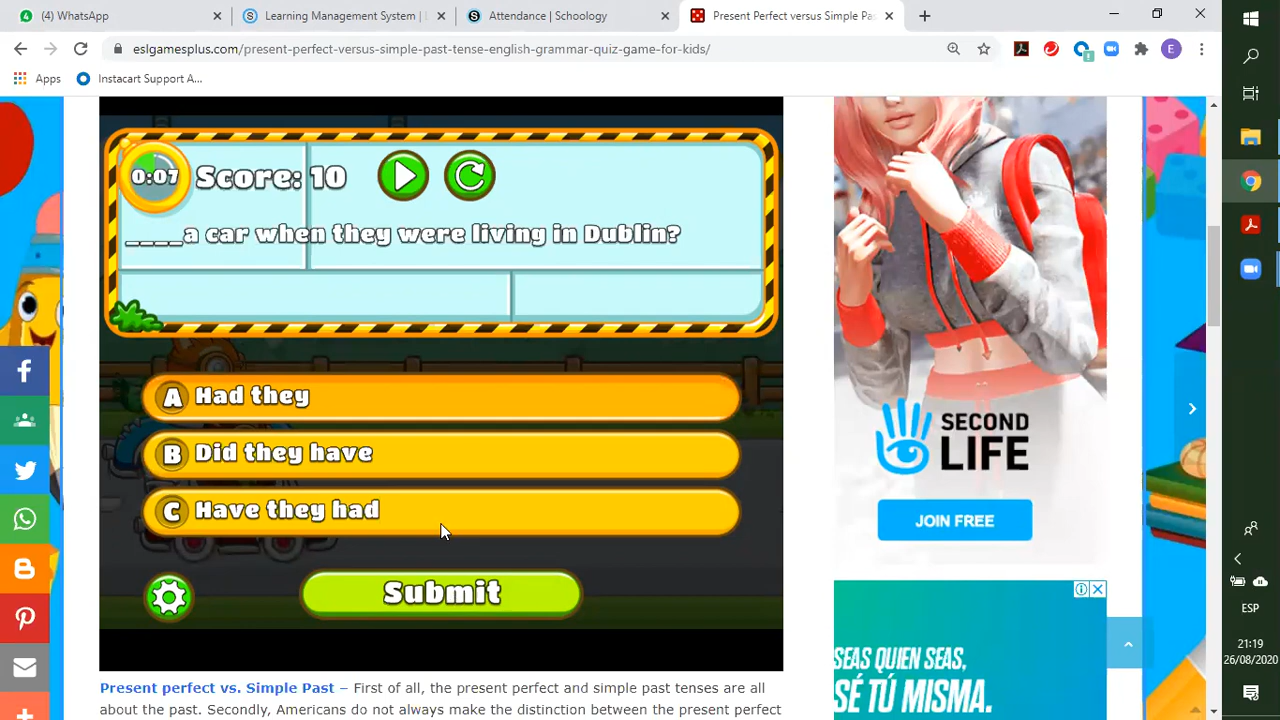 (4) WhatsApp
Learning Management System | L
Attendance | Schoology
Present Perfect versus Simple Pas
eslgamesplus.com/present-perfect-versus-simple-past-tense-english-grammar-quiz-game-for-kids/
E
Apps
Instacart Support A...
0:07
Score: 10
____a car when they were living in Dublin?
A Had they
B Did they have
C Have they had
Submit
Present perfect vs. Simple Past – First of all, the present perfect and simple past tenses are all
about the past. Secondly, Americans do not always make the distinction between the present perfect
SECOND
LIFE
JOIN FREE
SEAS QUIEN SEAS,
SÉ TÚ MISMA.
ESP
21:19
26/08/2020